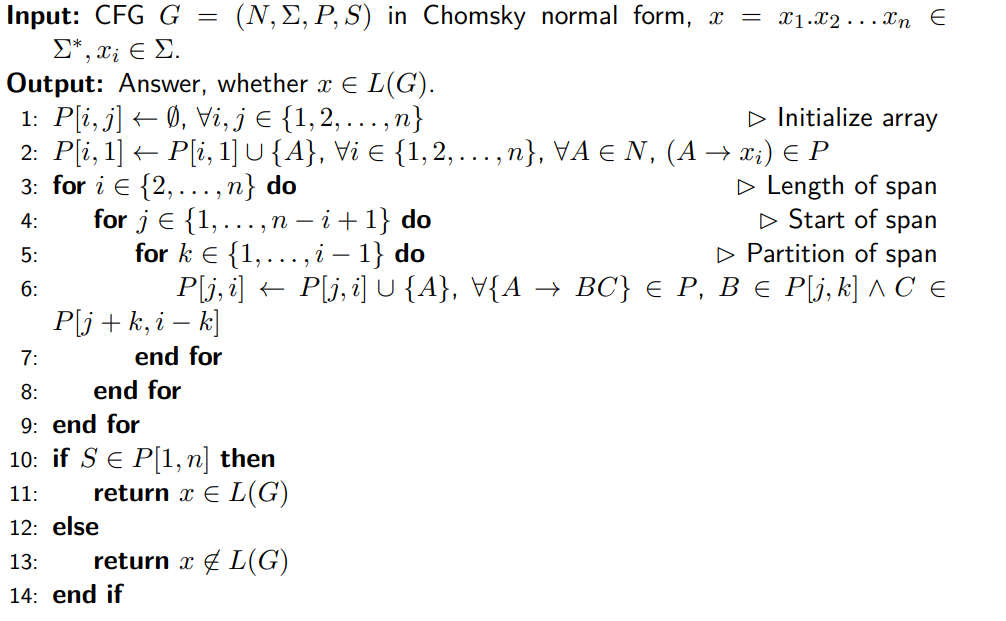 Input: CFG G = (N, Σ, P, S) in Chomsky normal form, x = x₁.x₂ … xₙ ∈
Σ*, xᵢ ∈ Σ.
Output: Answer, whether x ∈ L(G).
1: P[i, j] ← ∅, ∀i, j ∈ {1, 2, …, n} ▷ Initialize array
2: P[i, 1] ← P[i, 1] ∪ {A}, ∀i ∈ {1, 2, …, n}, ∀A ∈ N, (A → xᵢ) ∈ P
3: for i ∈ {2, …, n} do ▷ Length of span
4: for j ∈ {1, …, n − i + 1} do ▷ Start of span
5: for k ∈ {1, …, i − 1} do ▷ Partition of span
6: P[j, i] ← P[j, i] ∪ {A}, ∀{A → BC} ∈ P, B ∈ P[j, k] ∧ C ∈
P[j + k, i − k]
7: end for
8: end for
9: end for
10: if S ∈ P[1, n] then
11: return x ∈ L(G)
12: else
13: return x ∉ L(G)
14: end if